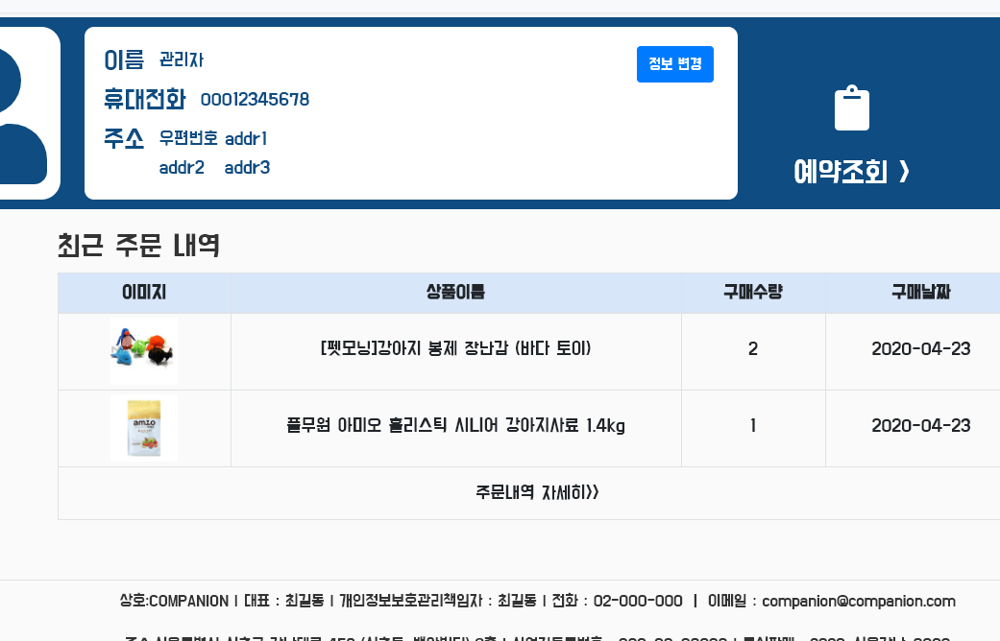 이름 관리자
정보 변경
휴대전화 00012345678
주소 우편번호 addr1
addr2 addr3
예약조회 >
최근 주문 내역
이미지 상품이름 구매수량 구매날짜
[펫모닝]강아지 봉제 장난감 (바다 토이) 2 2020-04-23
amio
풀무원 아미오 홀리스틱 시니어 강아지사료 1.4kg 1 2020-04-23
주문내역 자세히>>
상호:COMPANION | 대표 : 최길동 | 개인정보보호관리책임자 : 최길동 | 전화 : 02-000-000 | 이메일 : companion@companion.com